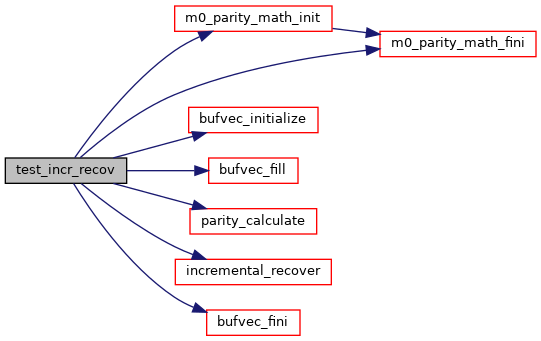 m0_parity_math_init
m0_parity_math_fini
bufvec_initialize
test_incr_recov
bufvec_fill
parity_calculate
incremental_recover
bufvec_fini